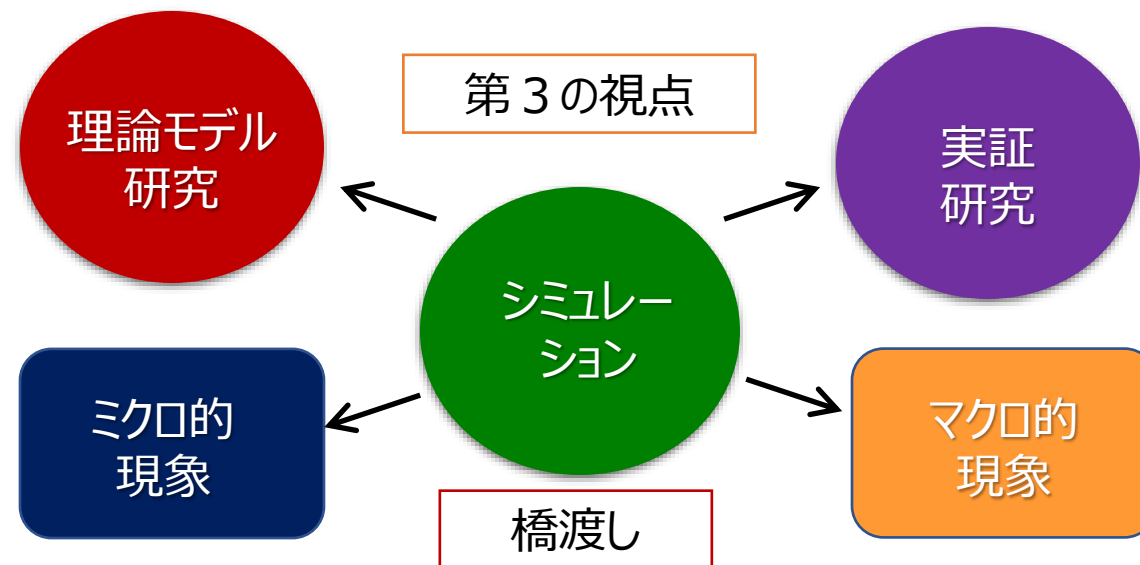 第３の視点
理論モデル
研究
実証
研究
シミュレー
ション
ミクロ的
現象
マクロ的
現象
橋渡し